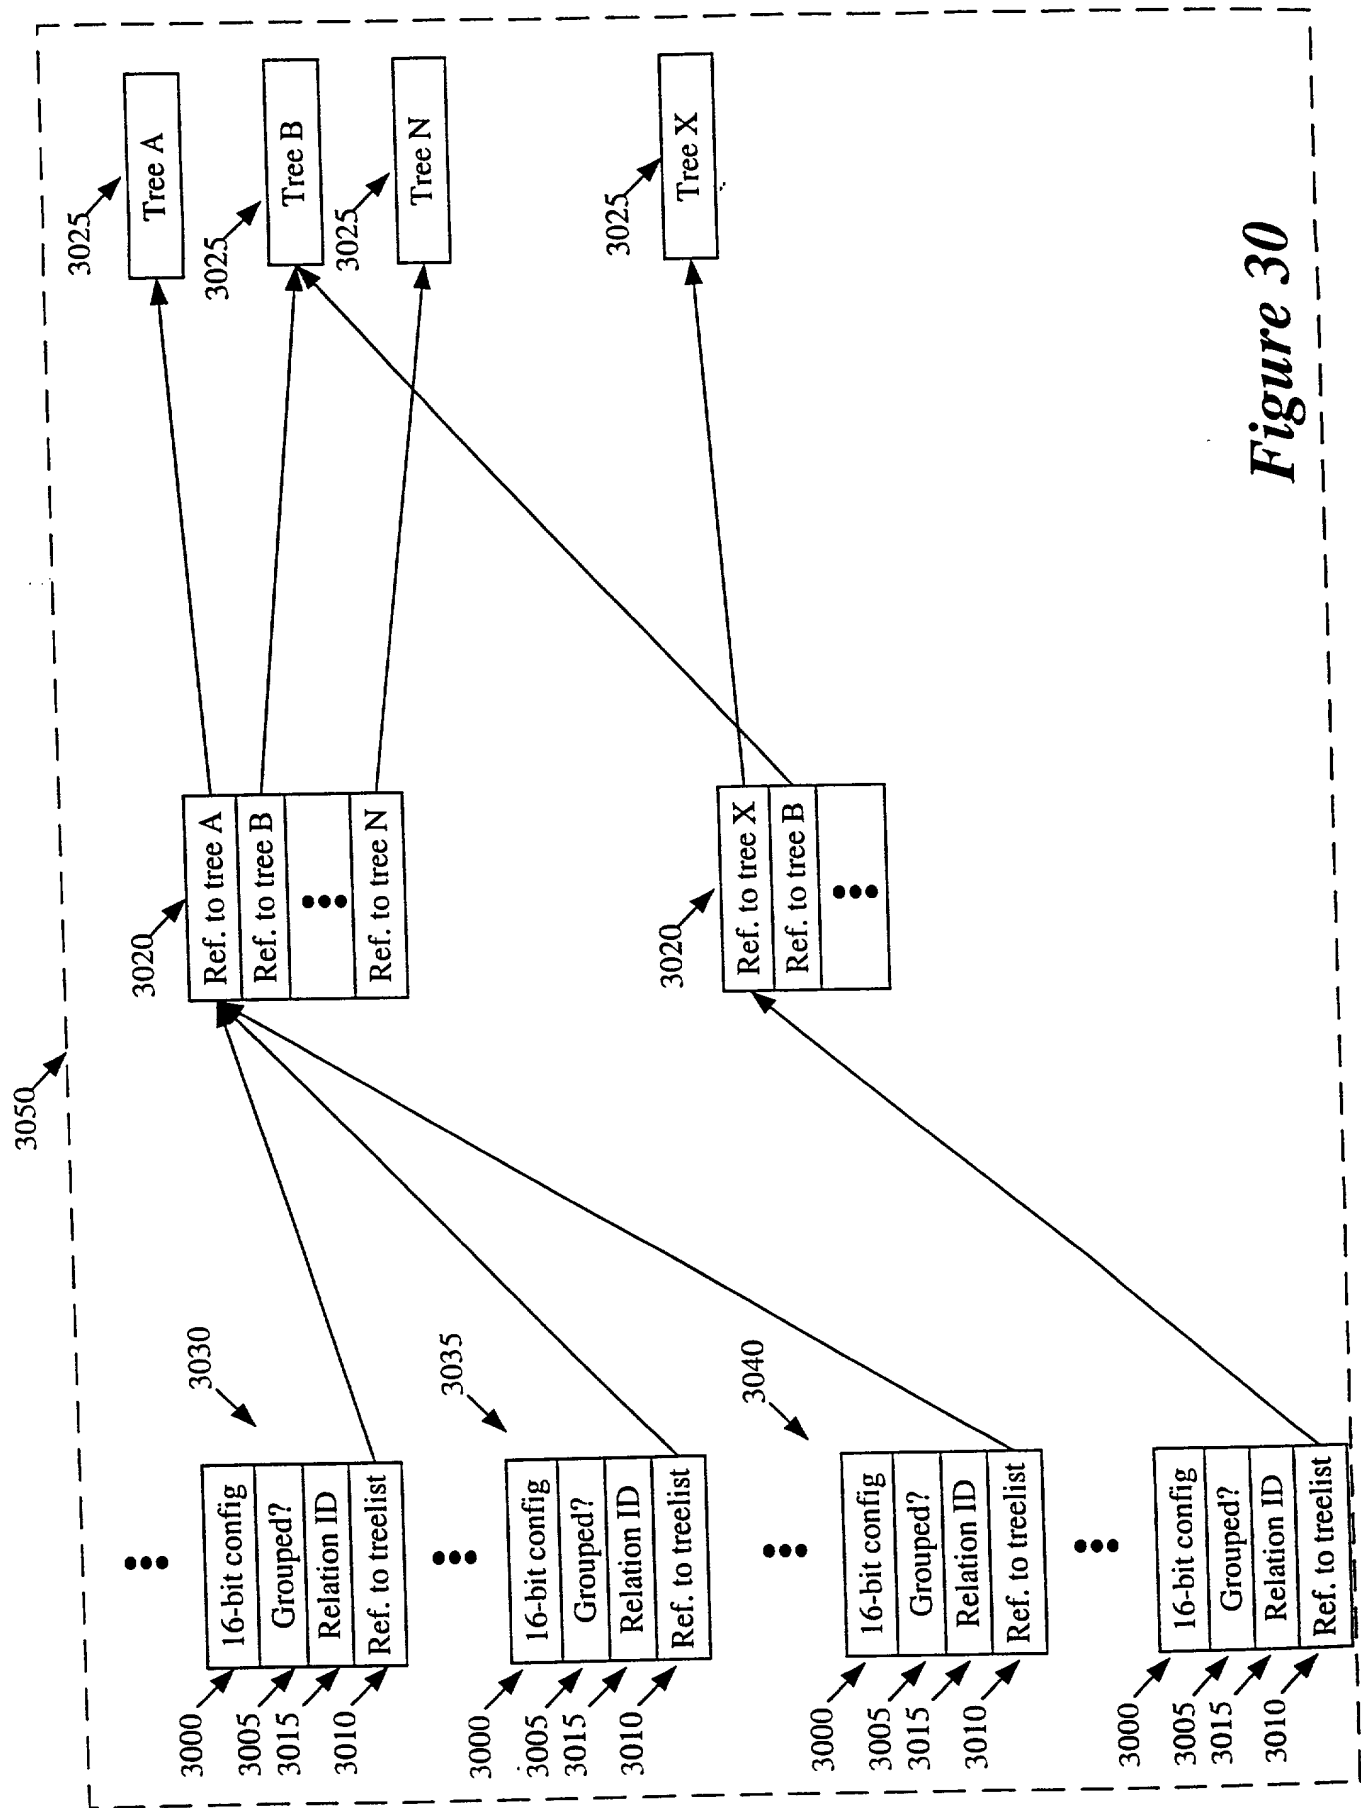 3050
3030
16-bit config
Grouped?
Relation ID
Ref. to treelist
3000
3005
3015
3010
3035
16-bit config
Grouped?
Relation ID
Ref. to treelist
3000
3005
3015
3010
3040
16-bit config
Grouped?
Relation ID
Ref. to treelist
3000
3005
3015
3010
16-bit config
Grouped?
Relation ID
Ref. to treelist
3000
3005
3015
3010
3020
Ref. to tree A
Ref. to tree B
Ref. to tree N
3020
Ref. to tree X
Ref. to tree B
3025
Tree A
3025
Tree B
3025
Tree N
3025
Tree X
Figure 30